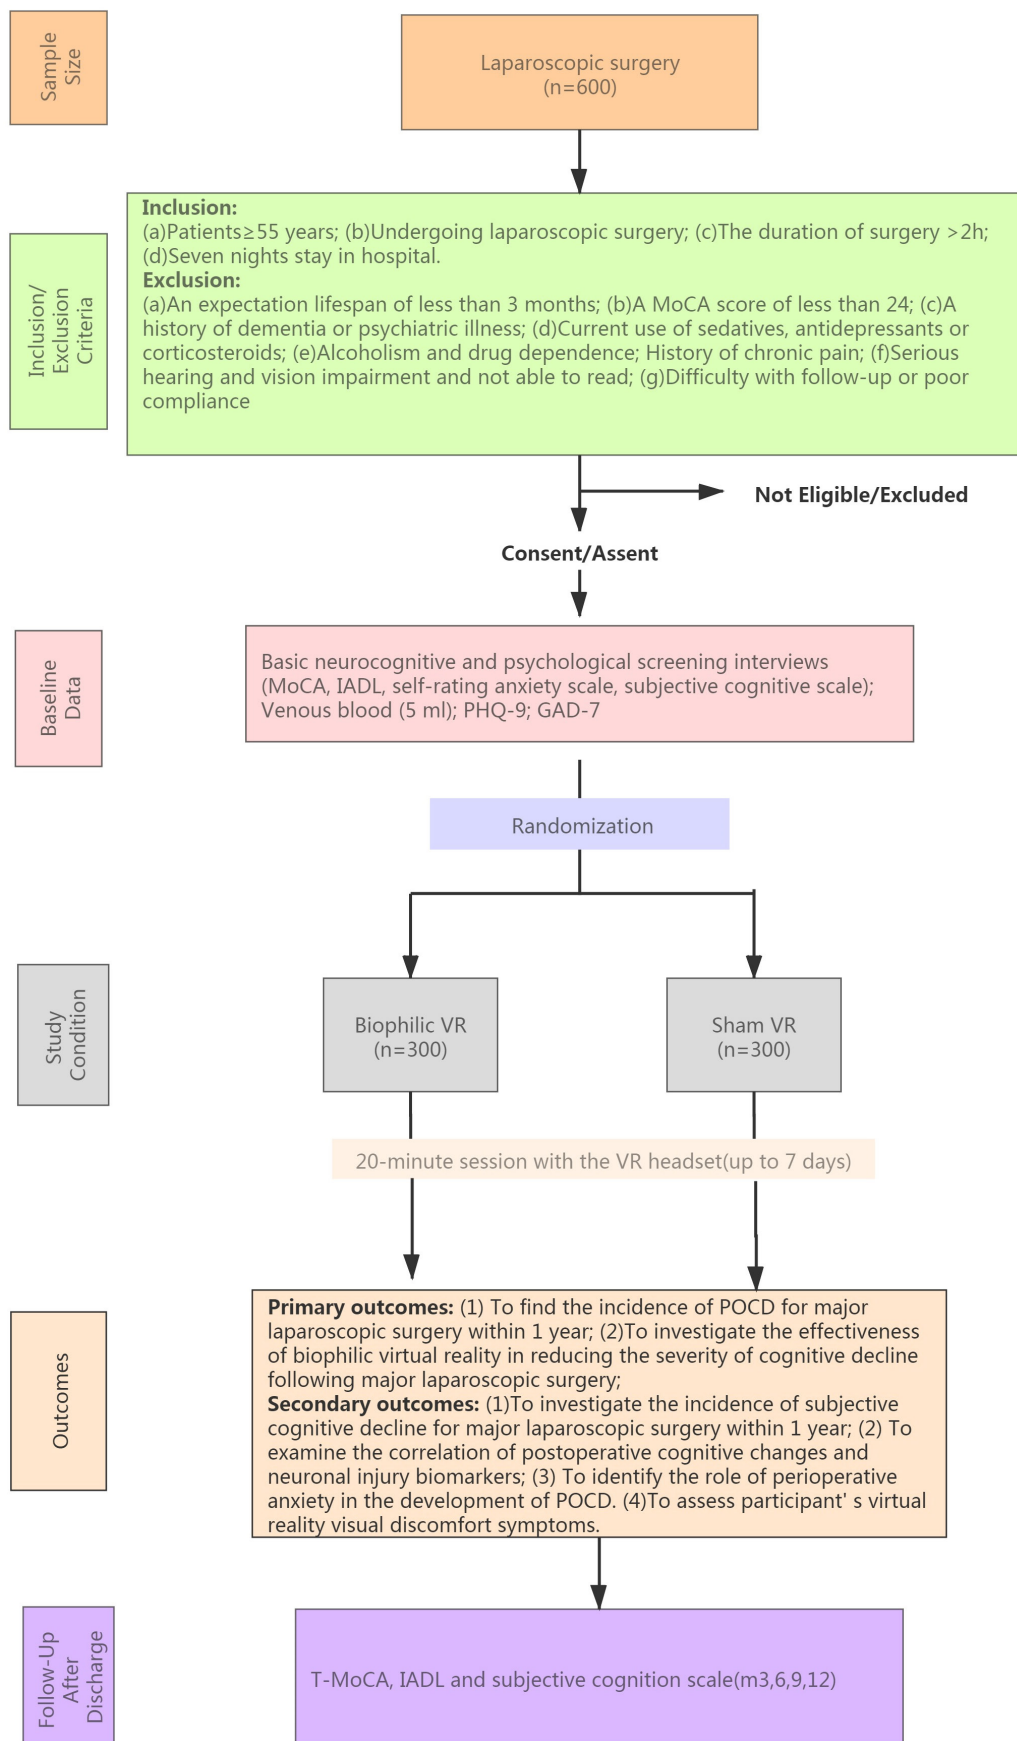 Sample
Size
Laparoscopic surgery
(n=600)
Inclusion/
Exclusion
Criteria
Inclusion:
(a)Patients≥55 years; (b)Undergoing laparoscopic surgery; (c)The duration of surgery >2h;
(d)Seven nights stay in hospital.
Exclusion:
(a)An expectation lifespan of less than 3 months; (b)A MoCA score of less than 24; (c)A
history of dementia or psychiatric illness; (d)Current use of sedatives, antidepressants or
corticosteroids; (e)Alcoholism and drug dependence; History of chronic pain; (f)Serious
hearing and vision impairment and not able to read; (g)Difficulty with follow-up or poor
compliance
Not Eligible/Excluded
Consent/Assent
Baseline
Data
Basic neurocognitive and psychological screening interviews
(MoCA, IADL, self-rating anxiety scale, subjective cognitive scale);
Venous blood (5 ml); PHQ-9; GAD-7
Randomization
Study
Condition
Biophilic VR
(n=300)
Sham VR
(n=300)
20-minute session with the VR headset(up to 7 days)
Outcomes
Primary outcomes: (1) To find the incidence of POCD for major
laparoscopic surgery within 1 year; (2)To investigate the effectiveness
of biophilic virtual reality in reducing the severity of cognitive decline
following major laparoscopic surgery;
Secondary outcomes: (1)To investigate the incidence of subjective
cognitive decline for major laparoscopic surgery within 1 year; (2) To
examine the correlation of postoperative cognitive changes and
neuronal injury biomarkers; (3) To identify the role of perioperative
anxiety in the development of POCD. (4)To assess participant' s virtual
reality visual discomfort symptoms.
Follow-Up
After
Discharge
T-MoCA, IADL and subjective cognition scale(m3,6,9,12)